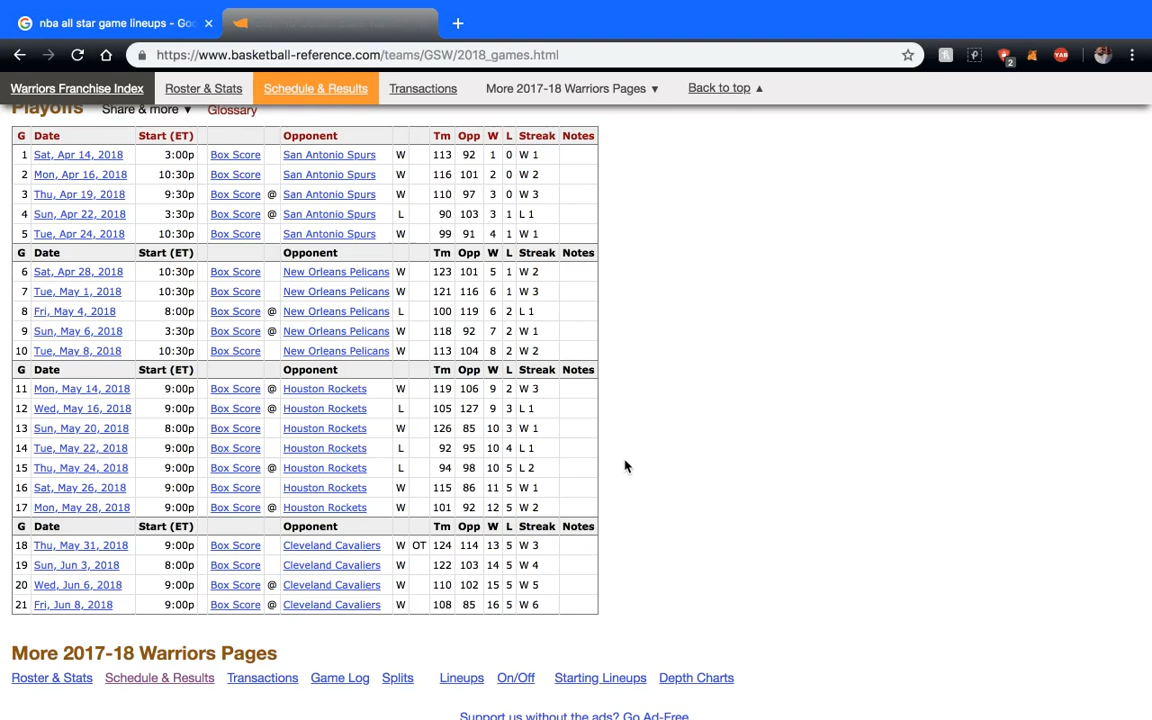 nba all star game lineups - Goo
https://www.basketball-reference.com/teams/GSW/2018_games.html
2 YAB
Warriors Franchise Index Roster & Stats Schedule & Results Transactions More 2017-18 Warriors Pages ▼ Back to top ▲
Playoffs Share & more ▼ Glossary
G Date Start (ET) Opponent Tm Opp W L Streak Notes
1 Sat, Apr 14, 2018 3:00p Box Score San Antonio Spurs W 113 92 1 0 W 1
2 Mon, Apr 16, 2018 10:30p Box Score San Antonio Spurs W 116 101 2 0 W 2
3 Thu, Apr 19, 2018 9:30p Box Score @ San Antonio Spurs W 110 97 3 0 W 3
4 Sun, Apr 22, 2018 3:30p Box Score @ San Antonio Spurs L 90 103 3 1 L 1
5 Tue, Apr 24, 2018 10:30p Box Score San Antonio Spurs W 99 91 4 1 W 1
G Date Start (ET) Opponent Tm Opp W L Streak Notes
6 Sat, Apr 28, 2018 10:30p Box Score New Orleans Pelicans W 123 101 5 1 W 2
7 Tue, May 1, 2018 10:30p Box Score New Orleans Pelicans W 121 116 6 1 W 3
8 Fri, May 4, 2018 8:00p Box Score @ New Orleans Pelicans L 100 119 6 2 L 1
9 Sun, May 6, 2018 3:30p Box Score @ New Orleans Pelicans W 118 92 7 2 W 1
10 Tue, May 8, 2018 10:30p Box Score New Orleans Pelicans W 113 104 8 2 W 2
G Date Start (ET) Opponent Tm Opp W L Streak Notes
11 Mon, May 14, 2018 9:00p Box Score @ Houston Rockets W 119 106 9 2 W 3
12 Wed, May 16, 2018 9:00p Box Score @ Houston Rockets L 105 127 9 3 L 1
13 Sun, May 20, 2018 8:00p Box Score Houston Rockets W 126 85 10 3 W 1
14 Tue, May 22, 2018 9:00p Box Score Houston Rockets L 92 95 10 4 L 1
15 Thu, May 24, 2018 9:00p Box Score @ Houston Rockets L 94 98 10 5 L 2
16 Sat, May 26, 2018 9:00p Box Score Houston Rockets W 115 86 11 5 W 1
17 Mon, May 28, 2018 9:00p Box Score @ Houston Rockets W 101 92 12 5 W 2
G Date Start (ET) Opponent Tm Opp W L Streak Notes
18 Thu, May 31, 2018 9:00p Box Score Cleveland Cavaliers W OT 124 114 13 5 W 3
19 Sun, Jun 3, 2018 8:00p Box Score Cleveland Cavaliers W 122 103 14 5 W 4
20 Wed, Jun 6, 2018 9:00p Box Score @ Cleveland Cavaliers W 110 102 15 5 W 5
21 Fri, Jun 8, 2018 9:00p Box Score @ Cleveland Cavaliers W 108 85 16 5 W 6
More 2017-18 Warriors Pages
Roster & Stats Schedule & Results Transactions Game Log Splits Lineups On/Off Starting Lineups Depth Charts
Support us without the ads? Go Ad-Free